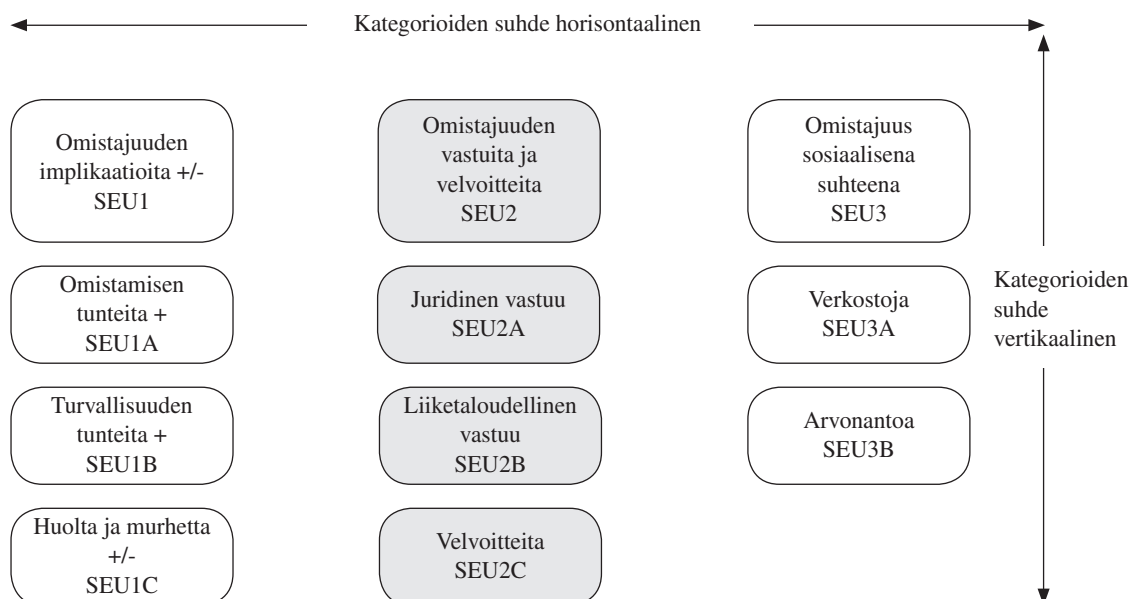 Kategorioiden suhde horisontaalinen
Omistajuuden
implikaatioita +/-
SEU1
Omistajuuden
vastuita ja
velvoitteita
SEU2
Omistajuus
sosiaalisena
suhteena
SEU3
Omistamisen
tunteita +
SEU1A
Juridinen vastuu
SEU2A
Verkostoja
SEU3A
Kategorioiden
suhde
vertikaalinen
Turvallisuuden
tunteita +
SEU1B
Liiketaloudellinen
vastuu
SEU2B
Arvonantoa
SEU3B
Huolta ja murhetta
+/-
SEU1C
Velvoitteita
SEU2C